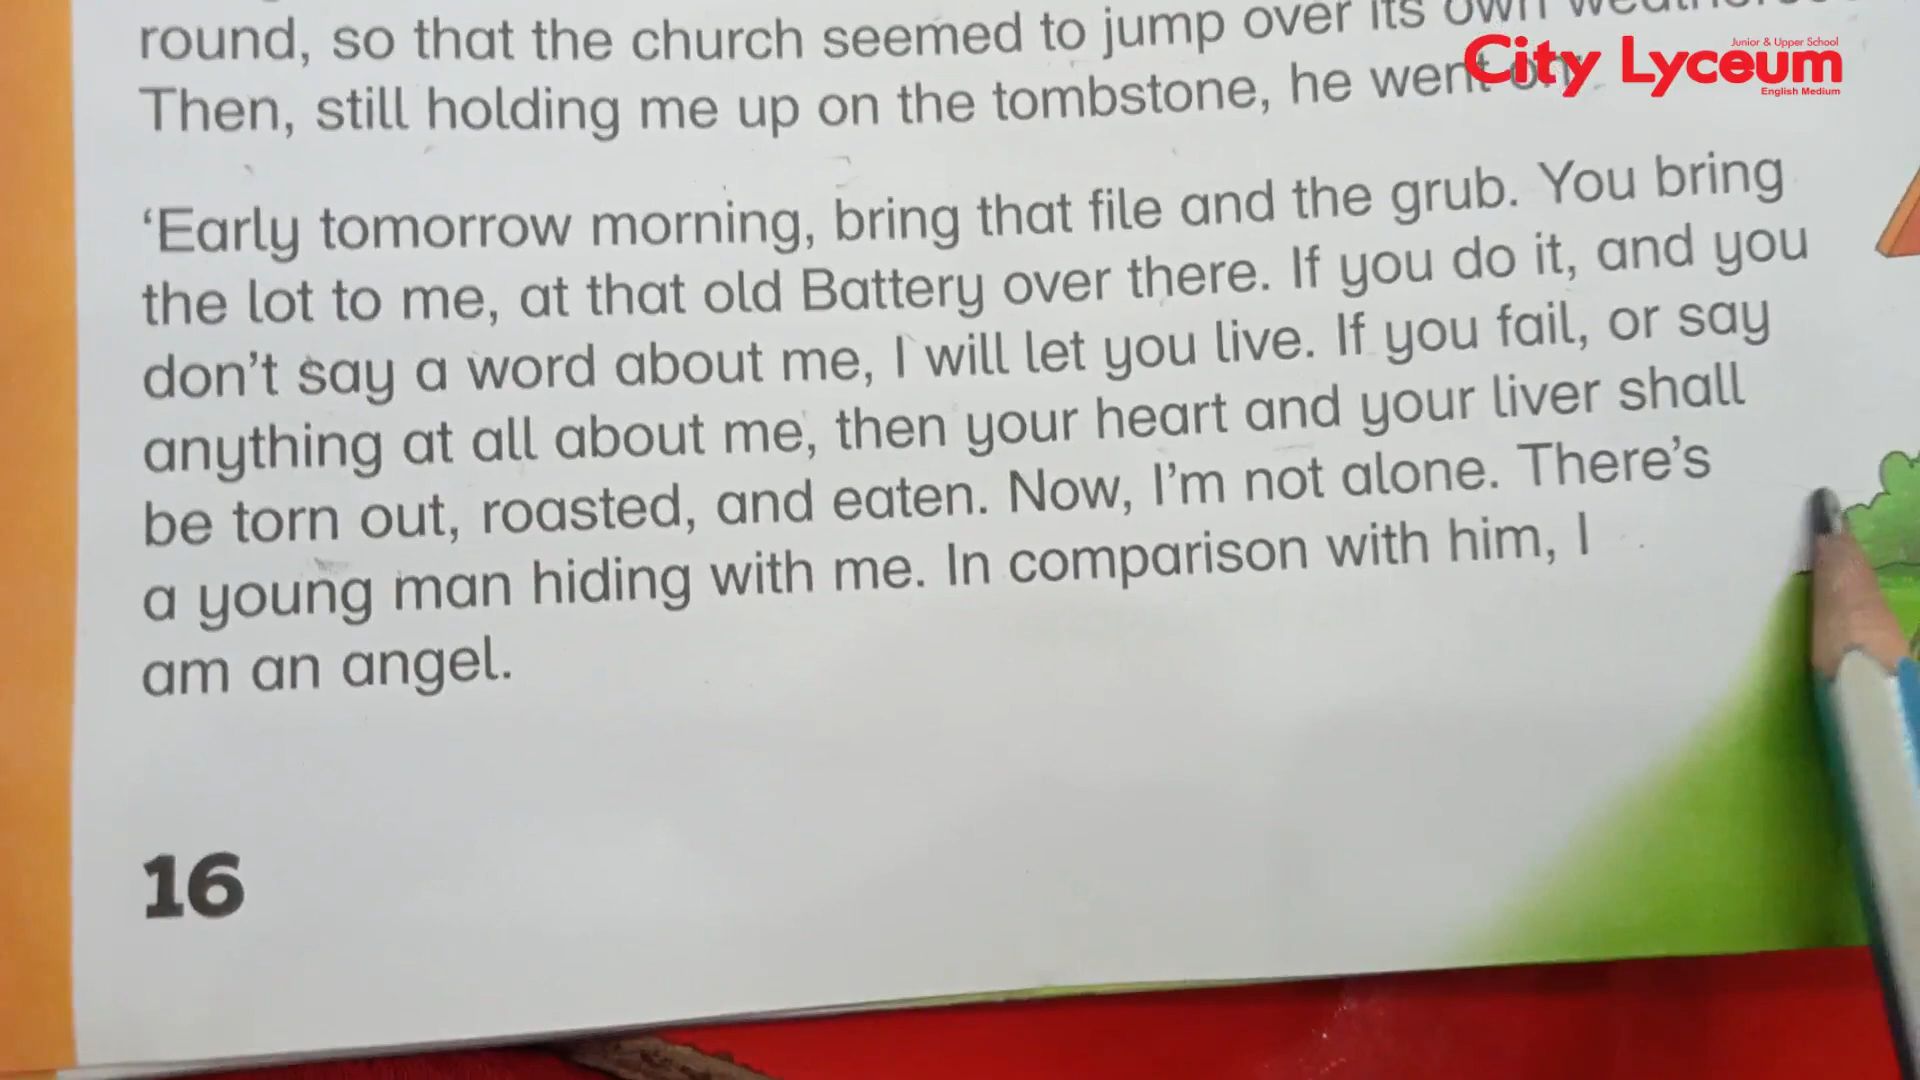 round, so that the church seemed to jump over its own
Then, still holding me up on the tombstone, he went on
City Lyceum
Junior & Upper School
English Medium
‘Early tomorrow morning, bring that file and the grub. You bring
the lot to me, at that old Battery over there. If you do it, and you
don’t say a word about me, I will let you live. If you fail, or say
anything at all about me, then your heart and your liver shall
be torn out, roasted, and eaten. Now, I’m not alone. There’s
a young man hiding with me. In comparison with him, I
am an angel.
16